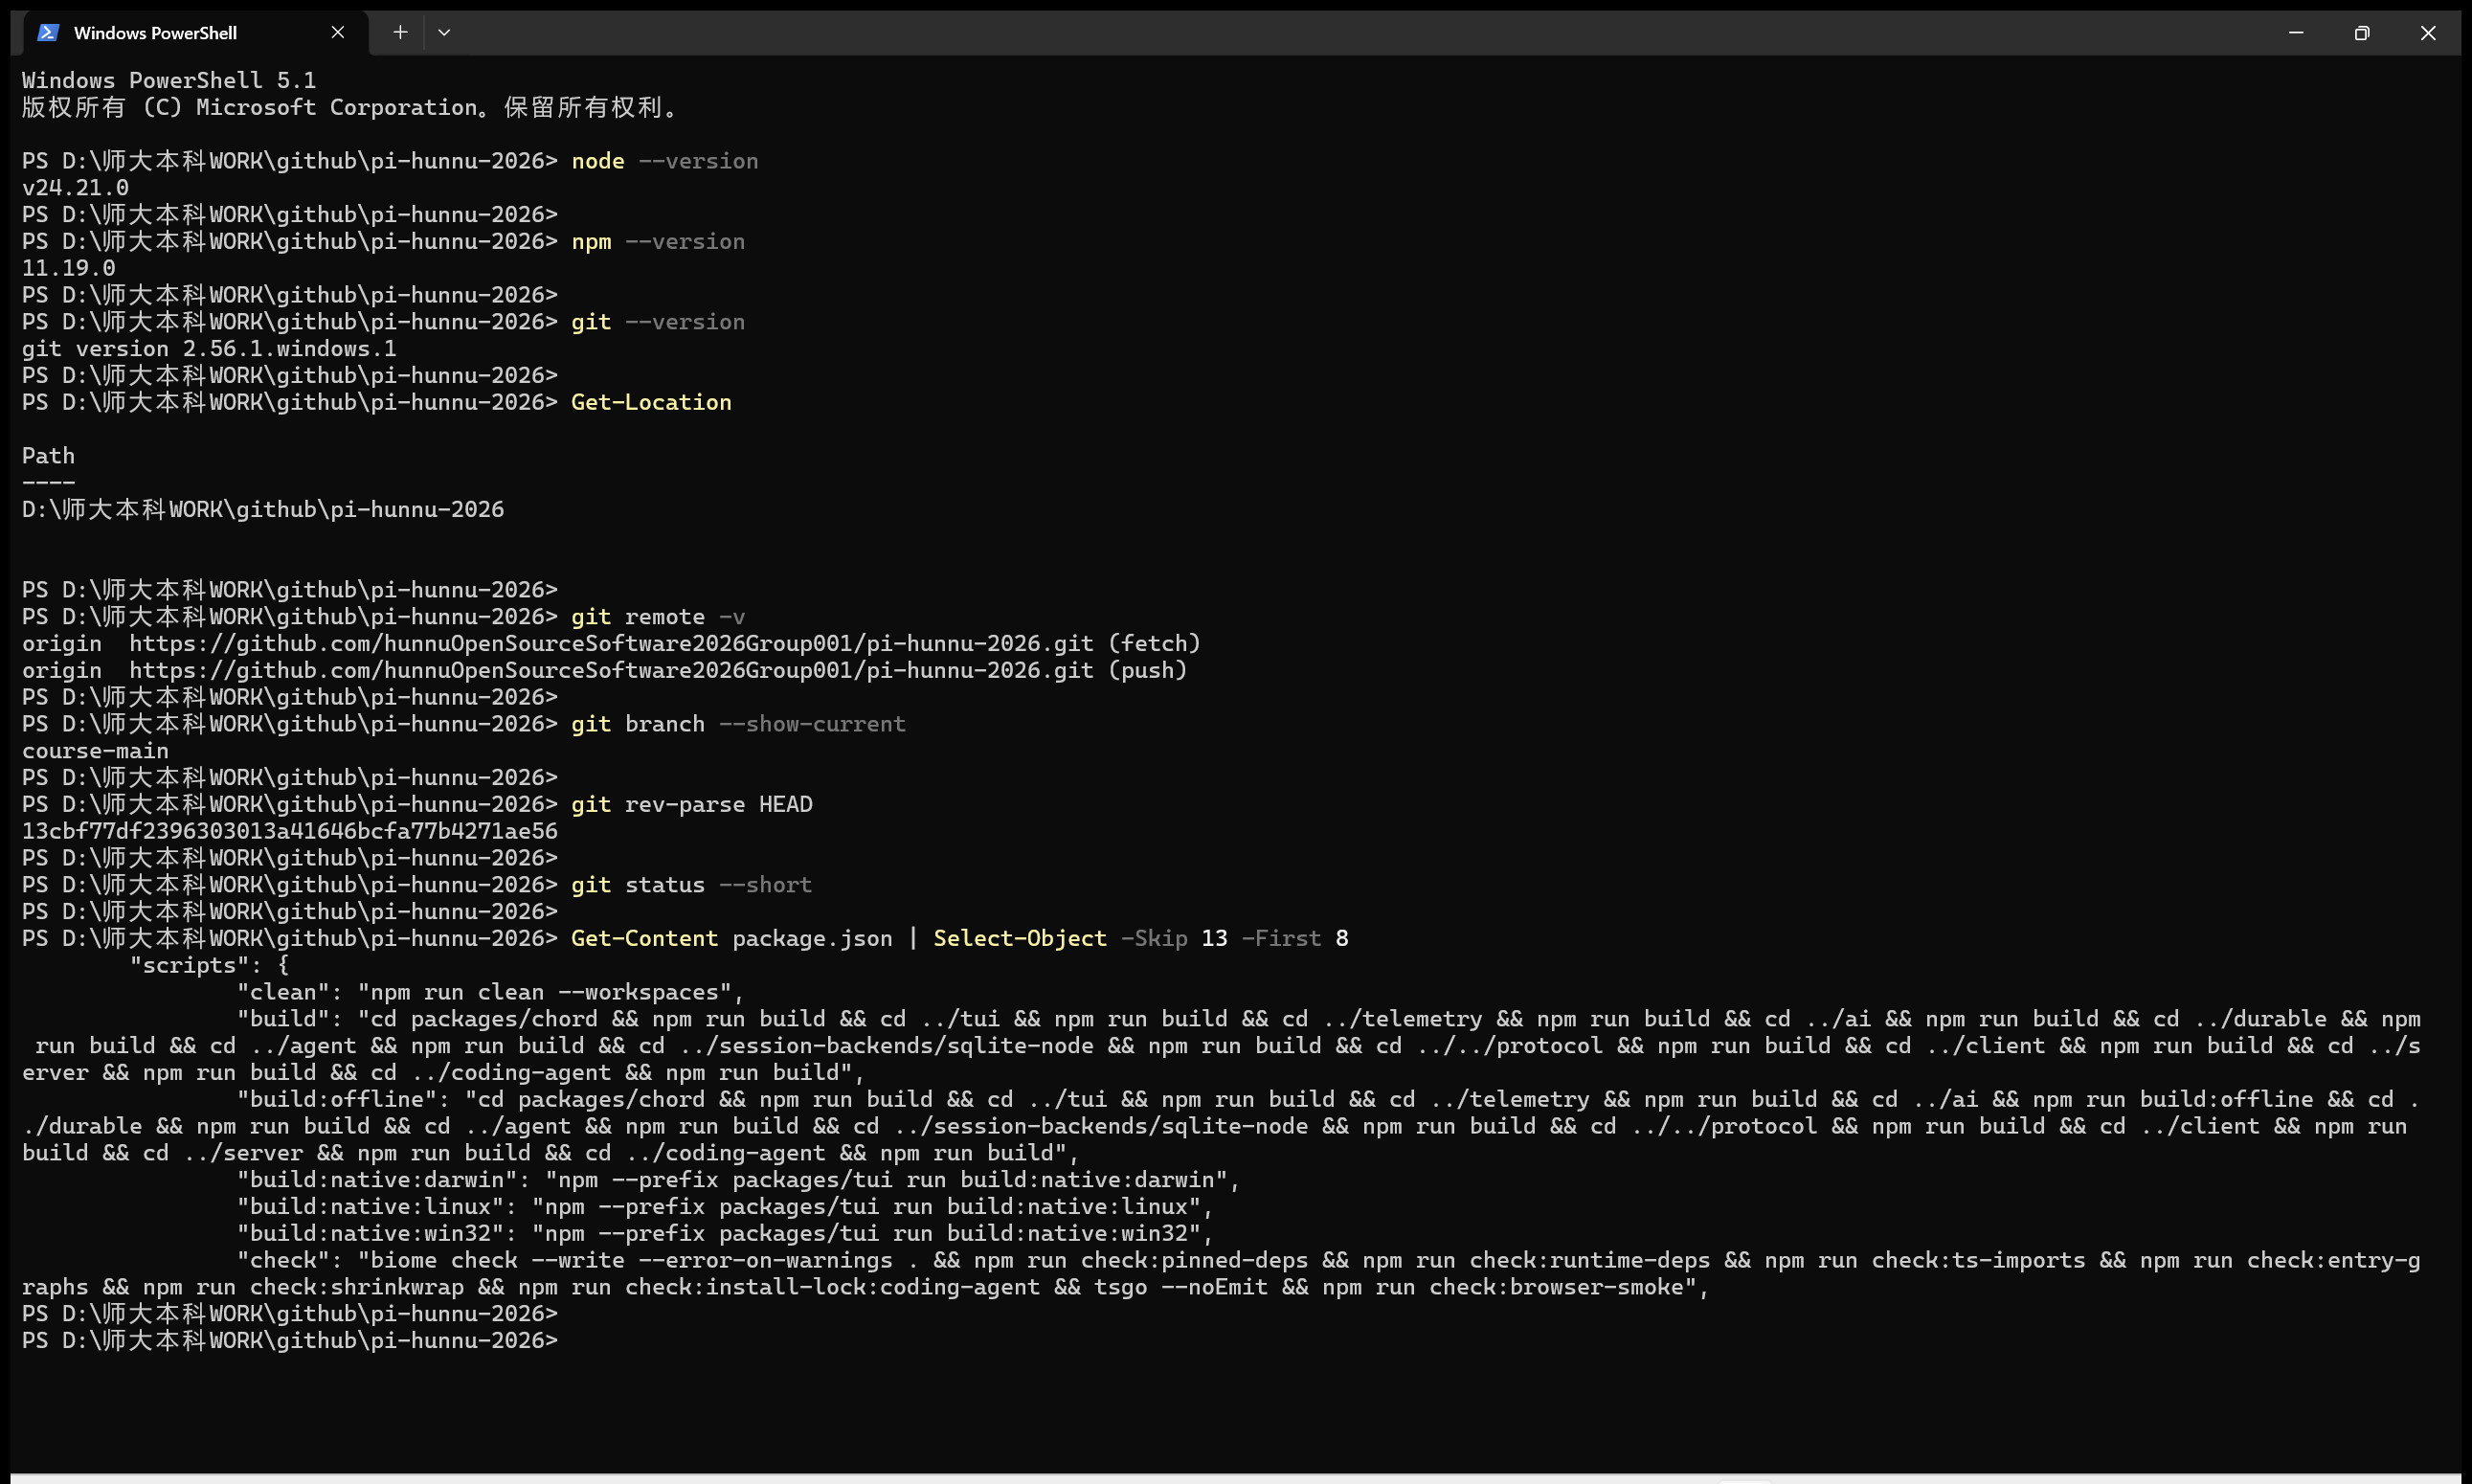 Windows PowerShell
Windows PowerShell 5.1
版权所有 (C) Microsoft Corporation。保留所有权利。
PS D:\师大本科WORK\github\pi-hunnu-2026> node --version
v24.21.0
PS D:\师大本科WORK\github\pi-hunnu-2026>
PS D:\师大本科WORK\github\pi-hunnu-2026> npm --version
11.19.0
PS D:\师大本科WORK\github\pi-hunnu-2026>
PS D:\师大本科WORK\github\pi-hunnu-2026> git --version
git version 2.56.1.windows.1
PS D:\师大本科WORK\github\pi-hunnu-2026>
PS D:\师大本科WORK\github\pi-hunnu-2026> Get-Location
Path
----
D:\师大本科WORK\github\pi-hunnu-2026
PS D:\师大本科WORK\github\pi-hunnu-2026>
PS D:\师大本科WORK\github\pi-hunnu-2026> git remote -v
origin  https://github.com/hunnuOpenSourceSoftware2026Group001/pi-hunnu-2026.git (fetch)
origin  https://github.com/hunnuOpenSourceSoftware2026Group001/pi-hunnu-2026.git (push)
PS D:\师大本科WORK\github\pi-hunnu-2026>
PS D:\师大本科WORK\github\pi-hunnu-2026> git branch --show-current
course-main
PS D:\师大本科WORK\github\pi-hunnu-2026>
PS D:\师大本科WORK\github\pi-hunnu-2026> git rev-parse HEAD
13cbf77df2396303013a41646bcfa77b4271ae56
PS D:\师大本科WORK\github\pi-hunnu-2026>
PS D:\师大本科WORK\github\pi-hunnu-2026> git status --short
PS D:\师大本科WORK\github\pi-hunnu-2026>
PS D:\师大本科WORK\github\pi-hunnu-2026> Get-Content package.json | Select-Object -Skip 13 -First 8
        "scripts": {
                "clean": "npm run clean --workspaces",
                "build": "cd packages/chord && npm run build && cd ../tui && npm run build && cd ../telemetry && npm run build && cd ../ai && npm run build && cd ../durable && npm
 run build && cd ../agent && npm run build && cd ../session-backends/sqlite-node && npm run build && cd ../../protocol && npm run build && cd ../client && npm run build && cd ../s
erver && npm run build && cd ../coding-agent && npm run build",
                "build:offline": "cd packages/chord && npm run build && cd ../tui && npm run build && cd ../telemetry && npm run build && cd ../ai && npm run build:offline && cd .
./durable && npm run build && cd ../agent && npm run build && cd ../session-backends/sqlite-node && npm run build && cd ../../protocol && npm run build && cd ../client && npm run
build && cd ../server && npm run build && cd ../coding-agent && npm run build",
                "build:native:darwin": "npm --prefix packages/tui run build:native:darwin",
                "build:native:linux": "npm --prefix packages/tui run build:native:linux",
                "build:native:win32": "npm --prefix packages/tui run build:native:win32",
                "check": "biome check --write --error-on-warnings . && npm run check:pinned-deps && npm run check:runtime-deps && npm run check:ts-imports && npm run check:entry-g
raphs && npm run check:shrinkwrap && npm run check:install-lock:coding-agent && tsgo --noEmit && npm run check:browser-smoke",
PS D:\师大本科WORK\github\pi-hunnu-2026>
PS D:\师大本科WORK\github\pi-hunnu-2026>